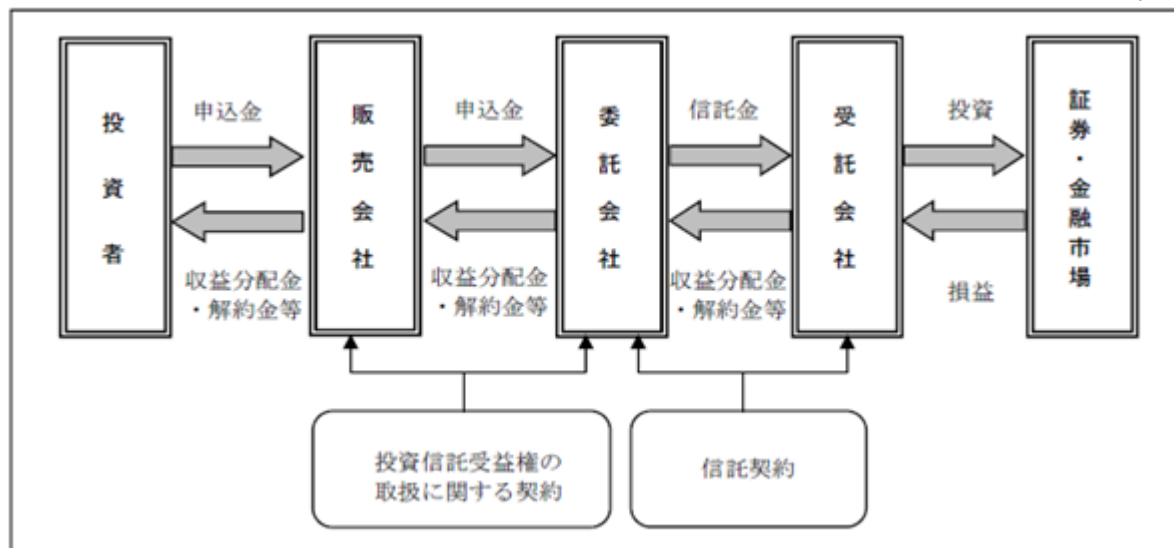 投資者
申込金
収益分配金
・解約金等
販売会社
申込金
収益分配金
・解約金等
委託会社
信託金
収益分配金
・解約金等
受託会社
投資
損益
証券・金融市場
投資信託受益権の
取扱に関する契約
信託契約